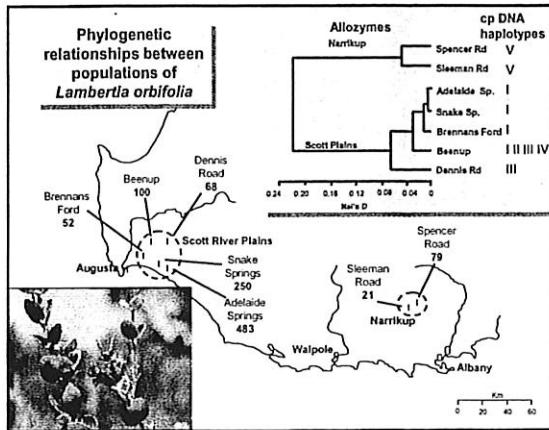 Phylogenetic
relationships between
populations of
Lambertia orbifolia
Allozymes
cp DNA
haplotypes
Narrikup
Spencer Rd V
Sleeman Rd V
Adelaide Sp. I
Snake Sp. I
Brennans Ford I
Scott Plains
Beenup I II III IV
Dennis Rd III
0.24 0.20 0.16 0.12 0.08 0.04 0
Nei's D
Dennis
Road
68
Beenup
100
Brennans
Ford
52
Scott River Plains
Augusta
Snake
Springs
250
Adelaide
Springs
483
Spencer
Road
79
Sleeman
Road
21
Narrikup
Walpole
Albany
Km
0 20 40 60